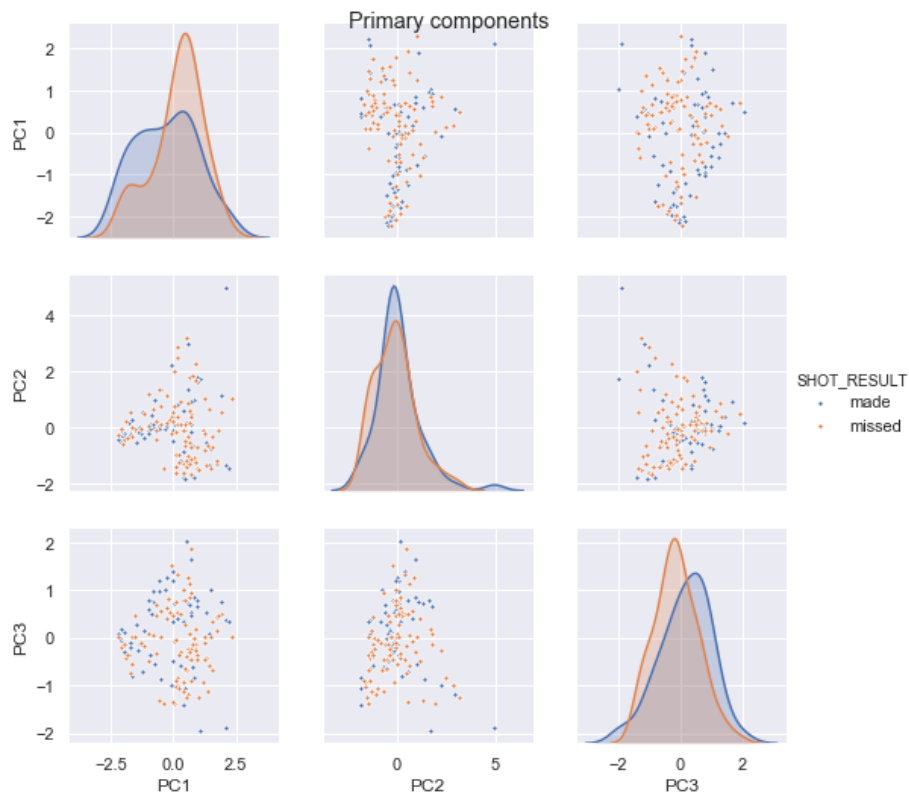 Primary components
PC1
2
1
0
−1
−2
PC2
4
2
0
−2
SHOT_RESULT
made
missed
PC3
2
1
0
−1
−2
−2.5 0.0 2.5
PC1
0 5
PC2
−2 0 2
PC3